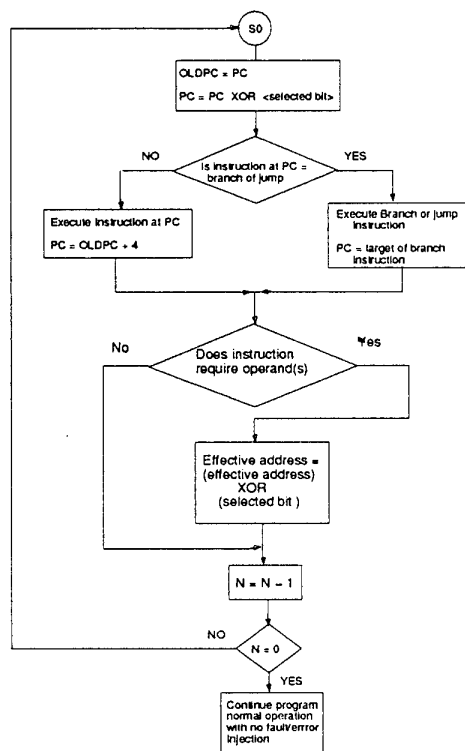 S0
OLDPC = PC
PC = PC XOR <selected bit>
Is instruction at PC =
branch of jump
NO
YES
Execute Instruction at PC
PC = OLDPC + 4
Execute Branch or jump
instruction
PC = target of branch
instruction
Does instruction
require operand(s)
No
Yes
Effective address =
(effective address)
XOR
(selected bit )
N = N - 1
NO
N = 0
YES
Continue program
normal operation
with no fault/errror
Injection